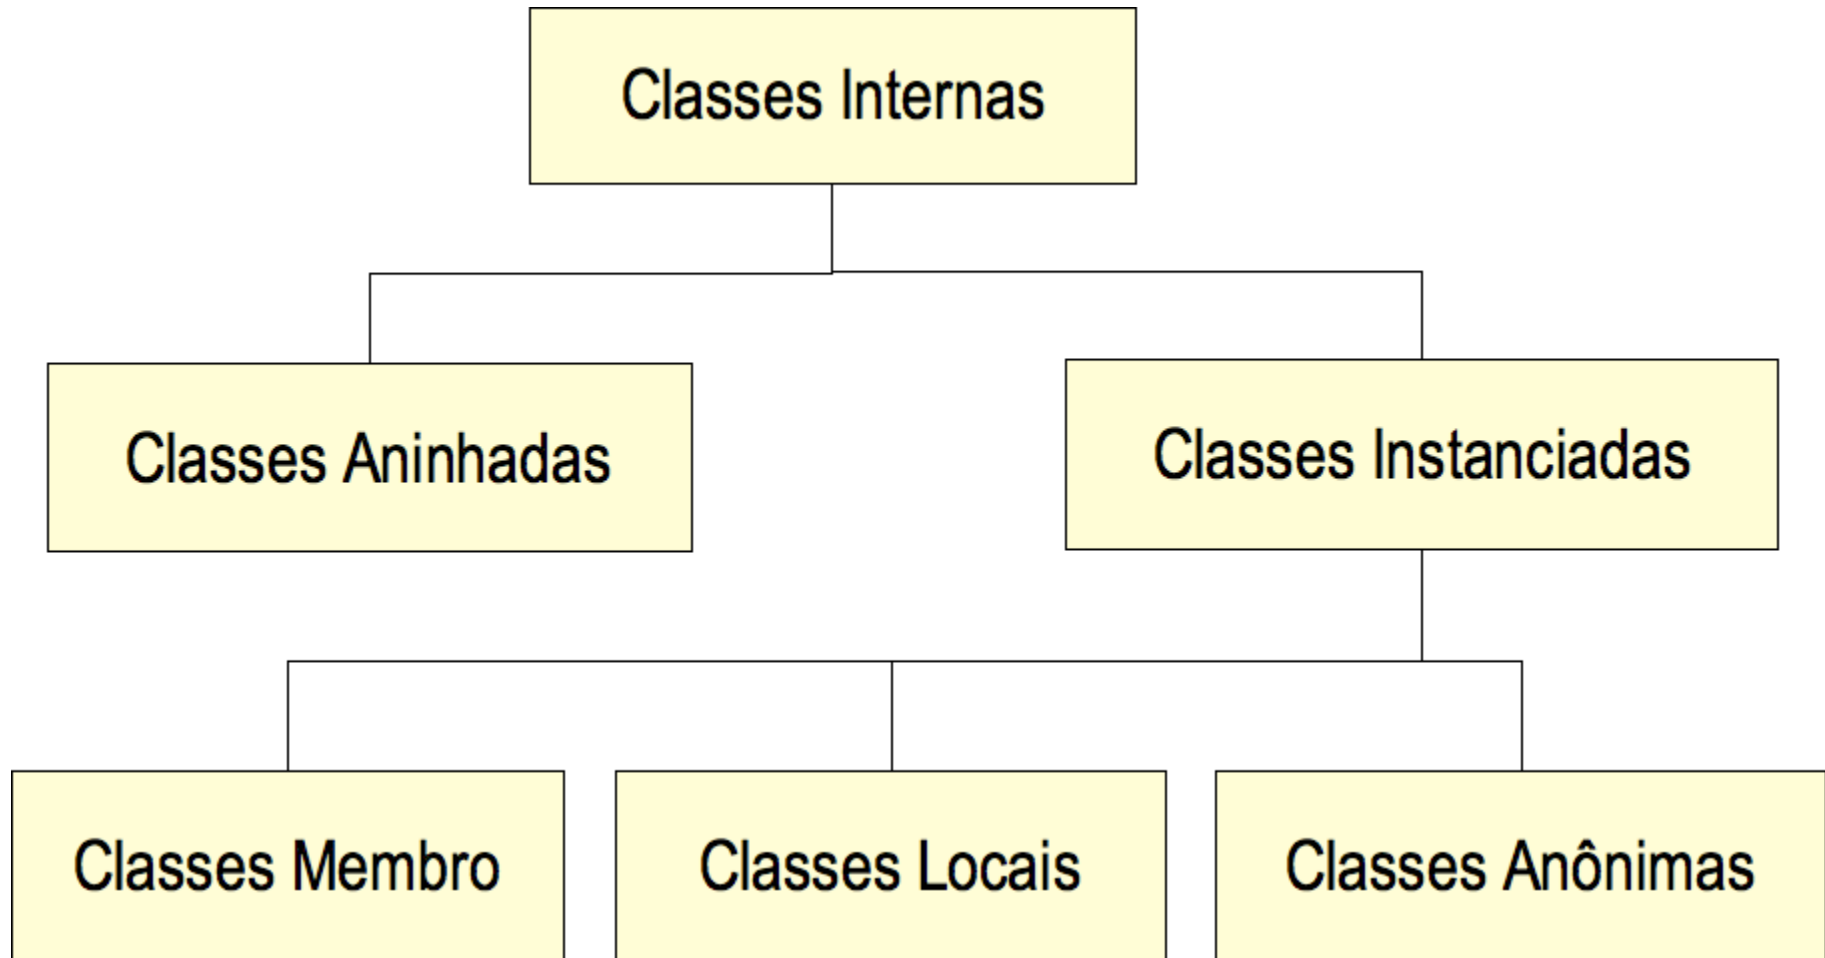 Classes Internas
Classes Aninhadas
Classes Instanciadas
Classes Membro
Classes Locais
Classes Anônimas